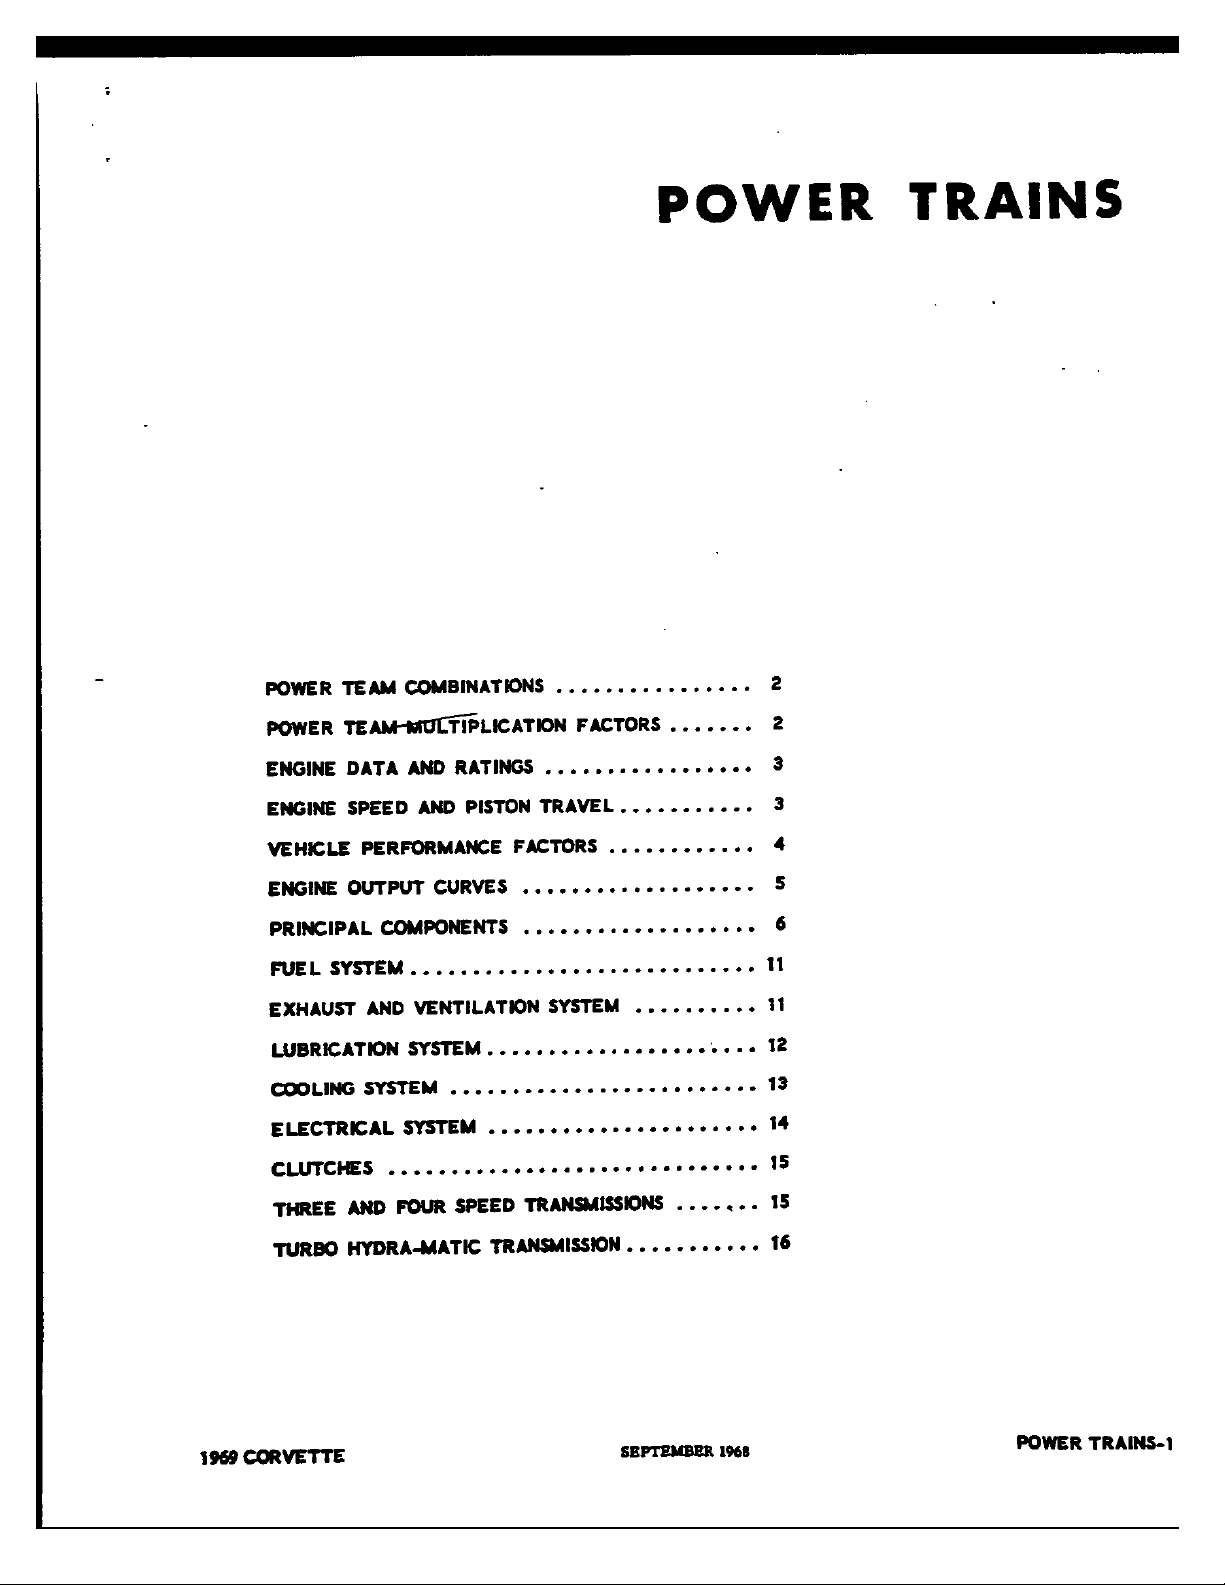 POWER TRAINS
POWER TEAM COMBINATIONS ................ 2
POWER TEAM-MULTIPLICATION FACTORS ....... 2
ENGINE DATA AND RATINGS ................. 3
ENGINE SPEED AND PISTON TRAVEL ........... 3
VEHICLE PERFORMANCE FACTORS ............ 4
ENGINE OUTPUT CURVES ................... 5
PRINCIPAL COMPONENTS ................... 6
FUEL SYSTEM ............................ 11
EXHAUST AND VENTILATION SYSTEM .......... 11
LUBRICATION SYSTEM ...................... 12
COOLING SYSTEM ......................... 13
ELECTRICAL SYSTEM ...................... 14
CLUTCHES .............................. 15
THREE AND FOUR SPEED TRANSMISSIONS ....... 15
TURBO HYDRA-MATIC TRANSMISSION ........... 16
1969 CORVETTE
SEPTEMBER 1968
POWER TRAINS-1